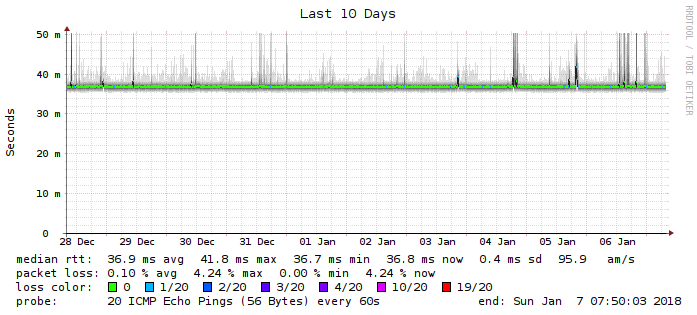 Last 10 Days
RRDTOOL / TOBI OETIKER
Seconds
50 m
40 m
30 m
20 m
10 m
0
28 Dec 29 Dec 30 Dec 31 Dec 01 Jan 02 Jan 03 Jan 04 Jan 05 Jan 06 Jan
median rtt: 36.9 ms avg 41.8 ms max 36.7 ms min 36.8 ms now 0.4 ms sd 95.9 am/s
packet loss: 0.10 % avg 4.24 % max 0.00 % min 4.24 % now
loss color: 0 1/20 2/20 3/20 4/20 10/20 19/20
probe: 20 ICMP Echo Pings (56 Bytes) every 60s end: Sun Jan 7 07:50:03 2018